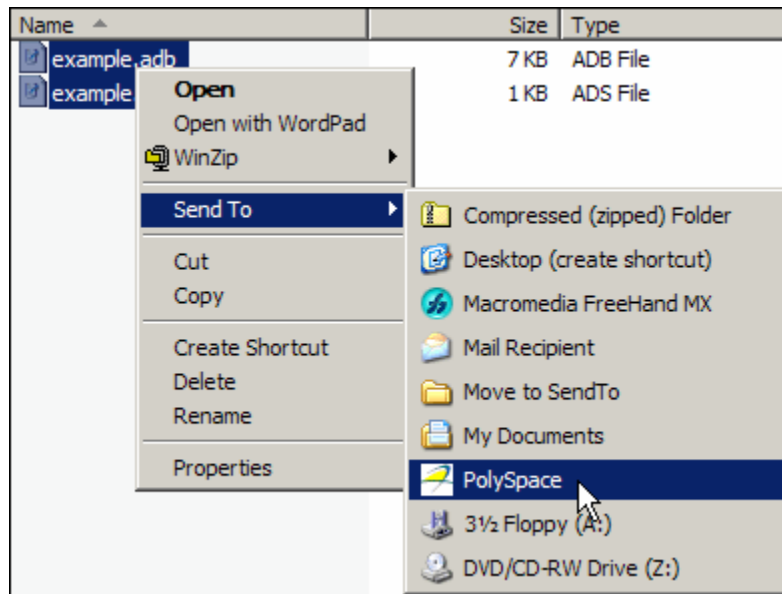 Name Size Type
example.adb 7 KB ADB File
example. 1 KB ADS File
Open
Open with WordPad
WinZip
Send To
Cut
Copy
Create Shortcut
Delete
Rename
Properties
Compressed (zipped) Folder
Desktop (create shortcut)
Macromedia FreeHand MX
Mail Recipient
Move to SendTo
My Documents
PolySpace
3½ Floppy (A:)
DVD/CD-RW Drive (Z:)